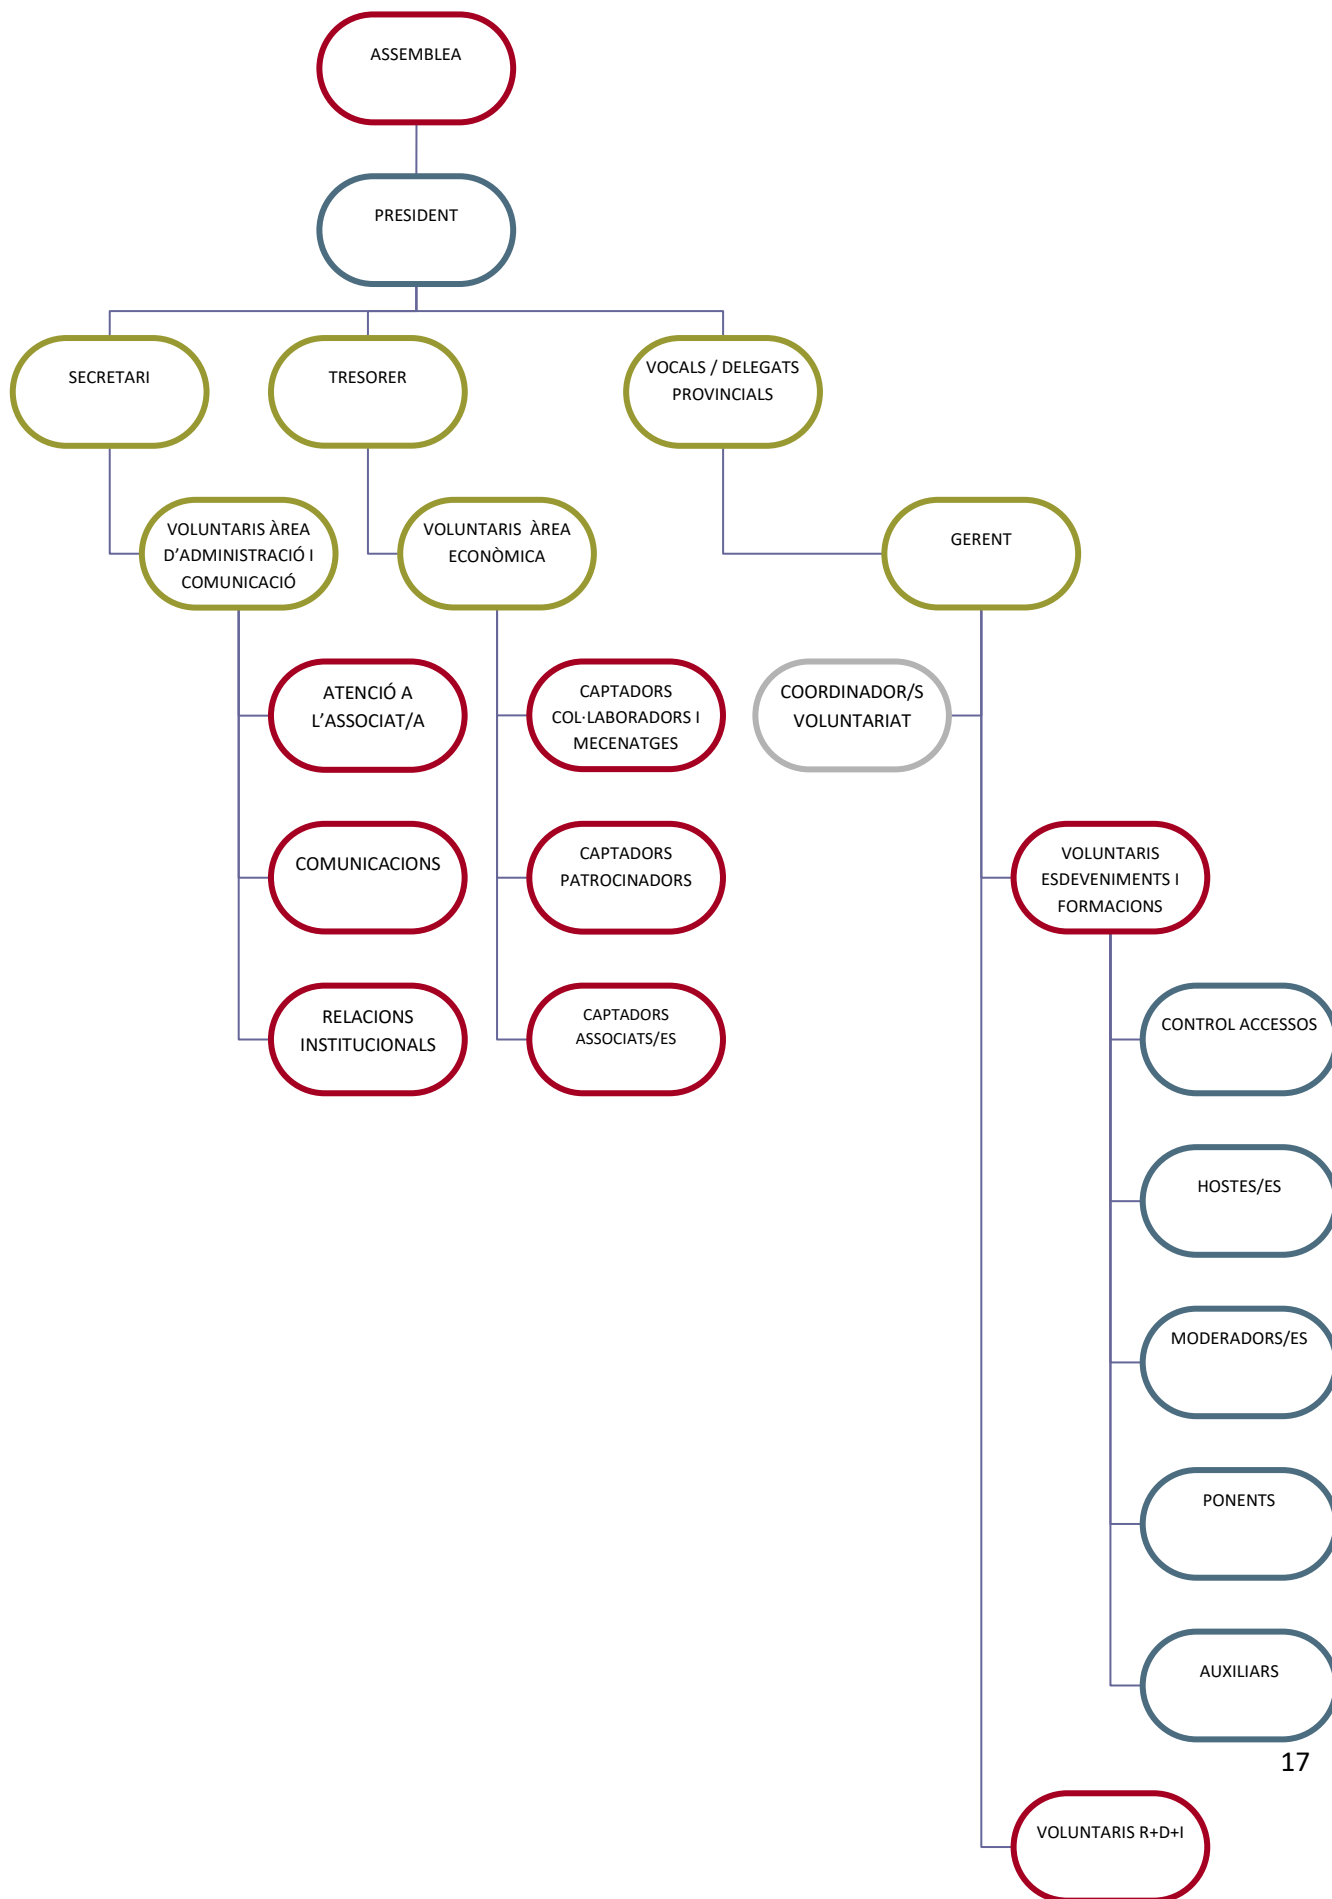 ASSEMBLEA
PRESIDENT
SECRETARI
TRESORER
VOCALS / DELEGATS
PROVINCIALS
VOLUNTARIS ÀREA
D’ADMINISTRACIÓ I
COMUNICACIÓ
VOLUNTARIS  ÀREA
ECONÒMICA
GERENT
ATENCIÓ A
L’ASSOCIAT/A
CAPTADORS
COL·LABORADORS I
MECENATGES
COORDINADOR/S
VOLUNTARIAT
COMUNICACIONS
CAPTADORS
PATROCINADORS
VOLUNTARIS
ESDEVENIMENTS I
FORMACIONS
RELACIONS
INSTITUCIONALS
CAPTADORS
ASSOCIATS/ES
CONTROL ACCESSOS
HOSTES/ES
MODERADORS/ES
PONENTS
AUXILIARS
17
VOLUNTARIS R+D+I